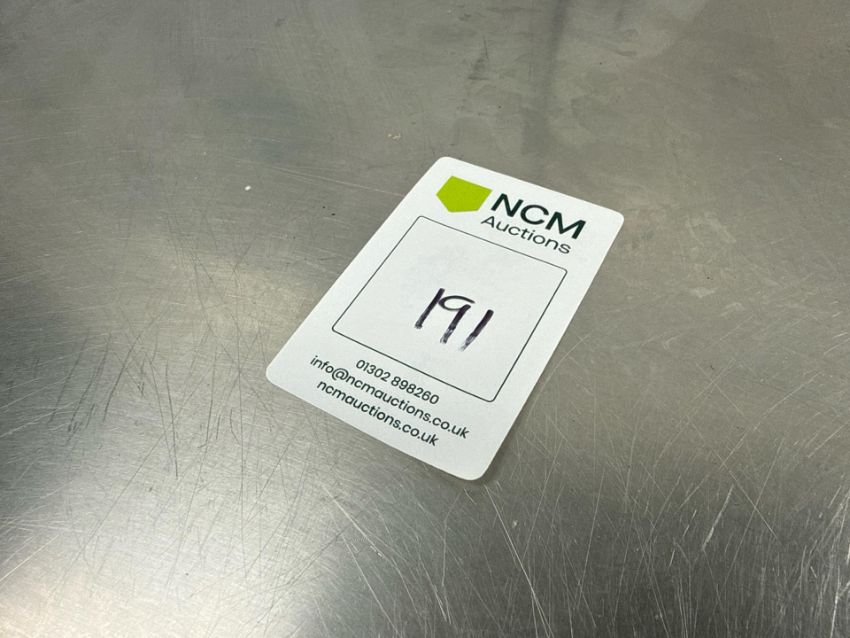 NCM
Auctions
191
01302 898260
info@ncmauctions.co.uk
ncmauctions.co.uk